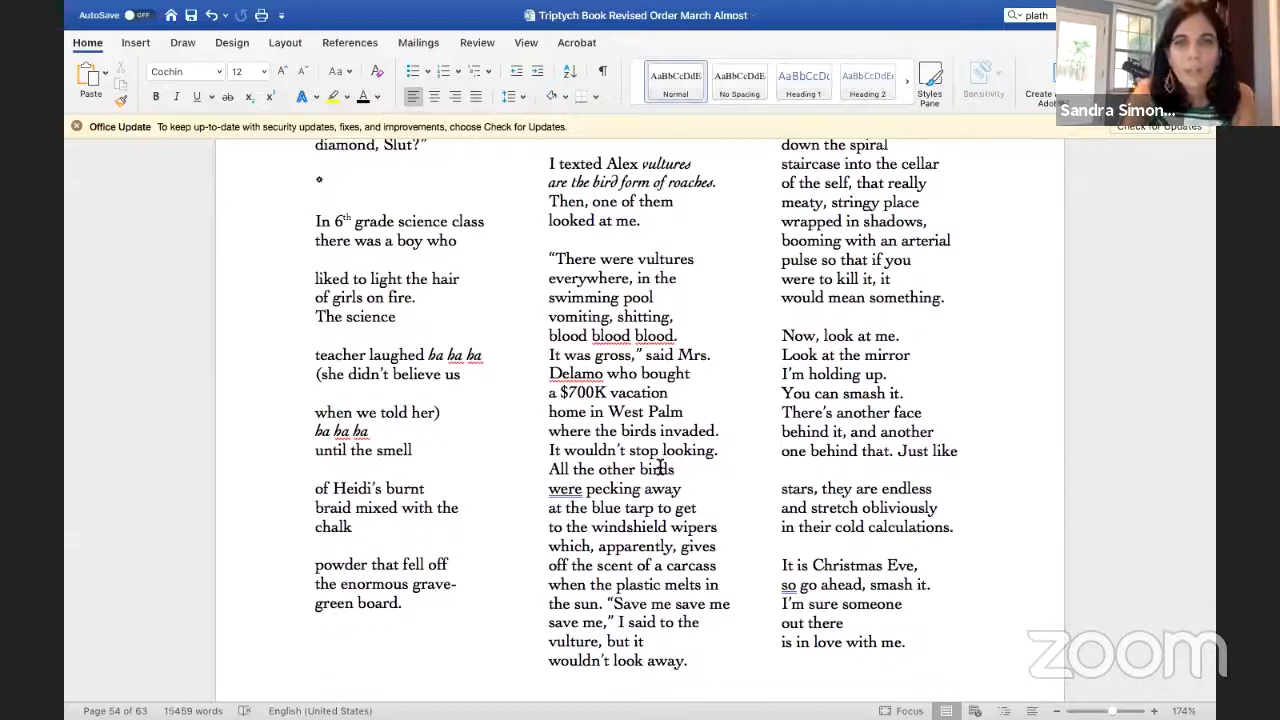 AutoSave OFF
Triptych Book Revised Order March Almost
plath
Home Insert Draw Design Layout References Mailings Review View Acrobat
Paste
Cochin 12
AaBbCcDdE Normal
AaBbCcDdE No Spacing
AaBbCcDc Heading 1
AaBbCcDdE Heading 2
Styles Pane
Sensitivity
Create a
Adob
Sandra Simon...
Office Update To keep up-to-date with security updates, fixes, and improvements, choose Check for Updates.
Check for Updates
diamond, Slut?”
In 6th grade science class
there was a boy who
liked to light the hair
of girls on fire.
The science
teacher laughed ha ha ha
(she didn’t believe us
when we told her)
ha ha ha
until the smell
of Heidi’s burnt
braid mixed with the
chalk
powder that fell off
the enormous grave-
green board.
I texted Alex vultures
are the bird form of roaches.
Then, one of them
looked at me.
“There were vultures
everywhere, in the
swimming pool
vomiting, shitting,
blood blood blood.
It was gross,” said Mrs.
Delamo who bought
a $700K vacation
home in West Palm
where the birds invaded.
It wouldn’t stop looking.
All the other birds
were pecking away
at the blue tarp to get
to the windshield wipers
which, apparently, gives
off the scent of a carcass
when the plastic melts in
the sun. “Save me save me
save me,” I said to the
vulture, but it
wouldn’t look away.
down the spiral
staircase into the cellar
of the self, that really
meaty, stringy place
wrapped in shadows,
booming with an arterial
pulse so that if you
were to kill it, it
would mean something.
Now, look at me.
Look at the mirror
I’m holding up.
You can smash it.
There’s another face
behind it, and another
one behind that. Just like
stars, they are endless
and stretch obliviously
in their cold calculations.
It is Christmas Eve,
so go ahead, smash it.
I’m sure someone
out there
is in love with me.
zoom
Page 54 of 63 15459 words English (United States) Focus 174%